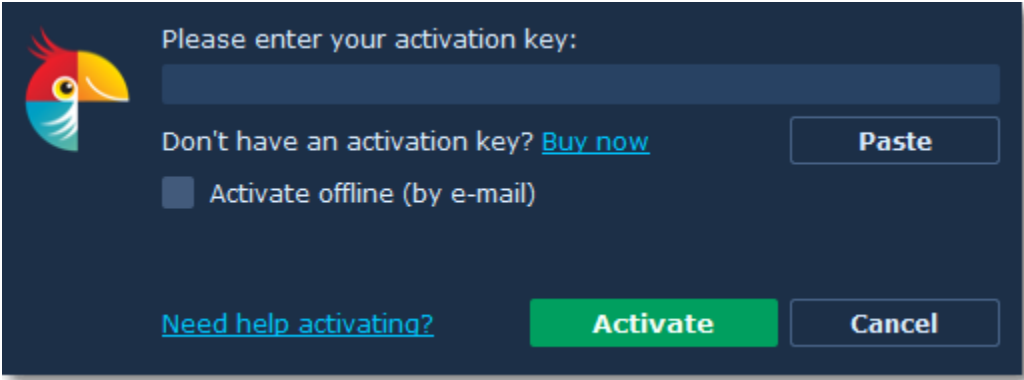 Please enter your activation key:
Don't have an activation key? Buy now
Paste
Activate offline (by e-mail)
Need help activating?
Activate
Cancel